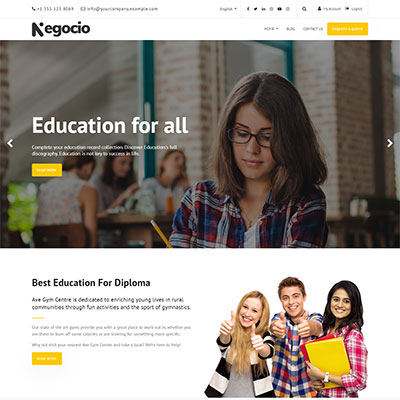 +1 555 123 8069 info@yourcompany.example.com English My Account Logout
Negocio HOME BLOG CONTACT US REQUEST A QUOTE
Education for all
Complete your education record collection. Discover Education's full
discography. Education is not key to success in life.
READ MORE
Best Education For Diploma
Ave Gym Centre is dedicated to enriching young lives in rural
communities through fun activities and the sport of gymnastics.
Our state of the art gyms provide you with a great place to work out in, whether you
are there to burn off some calories or are training for something more specific.
Why not visit your nearest Ave Gym Center and take a look? We're here to help!
READ MORE